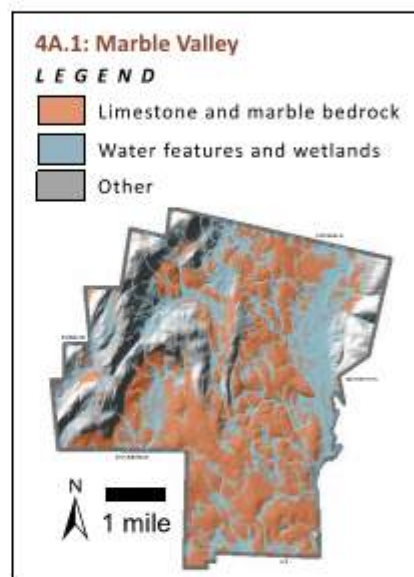 4A.1: Marble Valley
LEGEND
Limestone and marble bedrock
Water features and wetlands
Other
N
1 mile